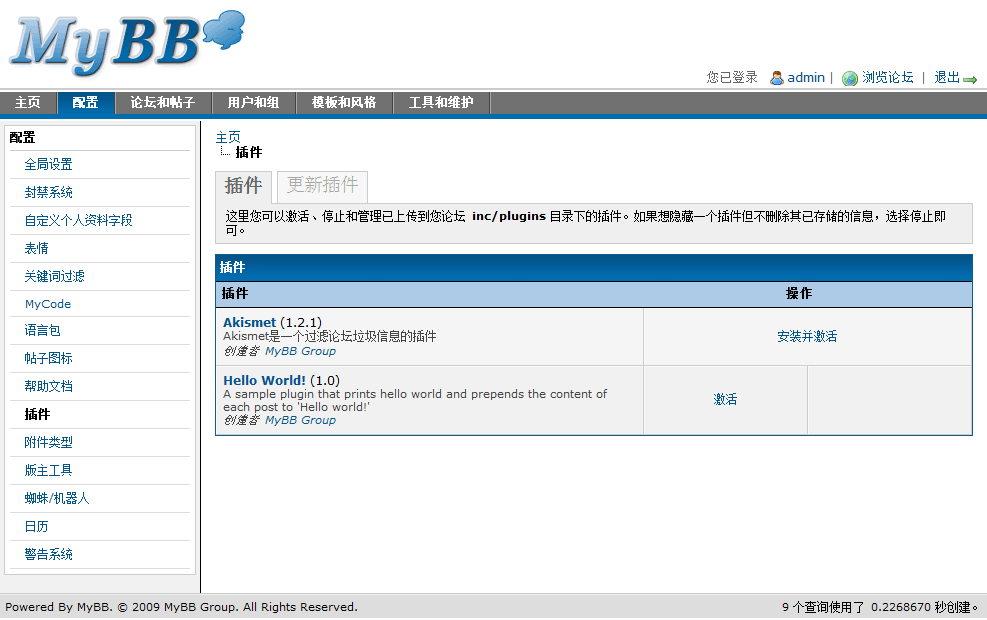 MyBB
您已登录 admin | 浏览论坛 | 退出
主页 配置 论坛和帖子 用户和组 模板和风格 工具和维护
配置
全局设置
封禁系统
自定义个人资料字段
表情
关键词过滤
MyCode
语言包
帖子图标
帮助文档
插件
附件类型
版主工具
蜘蛛/机器人
日历
警告系统
主页
插件
插件 更新插件
这里您可以激活、停止和管理已上传到您论坛 inc/plugins 目录下的插件。如果想隐藏一个插件但不删除其已存储的信息，选择停止即
可。
插件
插件 操作
Akismet (1.2.1)
Akismet是一个过滤论坛垃圾信息的插件
创建者 MyBB Group
安装并激活
Hello World! (1.0)
A sample plugin that prints hello world and prepends the content of
each post to 'Hello world!'
创建者 MyBB Group
激活
Powered By MyBB. © 2009 MyBB Group. All Rights Reserved. 9 个查询使用了 0.2268670 秒创建。